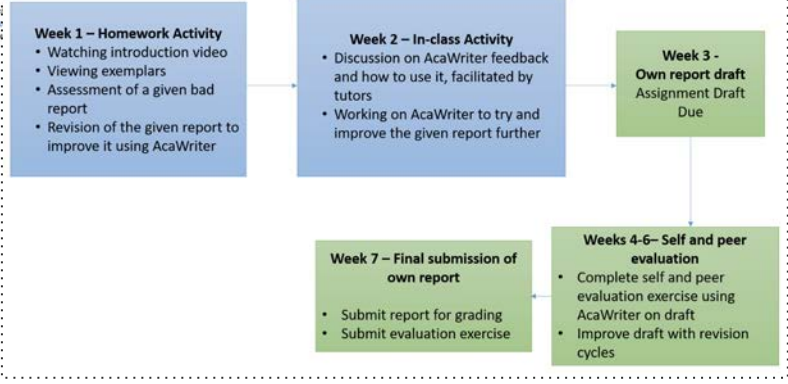 Week 1 – Homework Activity
• Watching introduction video
• Viewing exemplars
• Assessment of a given bad
report
• Revision of the given report to
improve it using AcaWriter
Week 2 – In-class Activity
• Discussion on AcaWriter feedback
and how to use it, facilitated by
tutors
• Working on AcaWriter to try and
improve the given report further
Week 3 -
Own report draft
Assignment Draft
Due
Weeks 4-6– Self and peer
evaluation
• Complete self and peer
evaluation exercise using
AcaWriter on draft
• Improve draft with revision
cycles
Week 7 – Final submission of
own report
• Submit report for grading
• Submit evaluation exercise